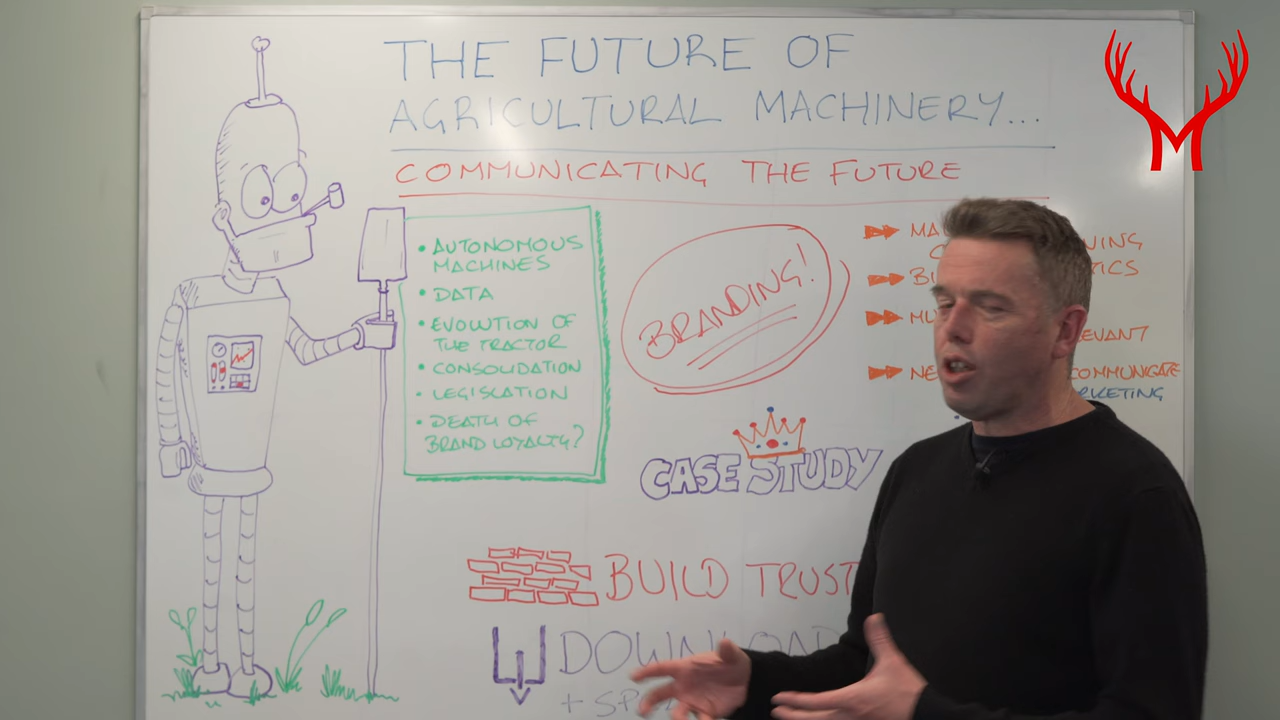 THE FUTURE OF
AGRICULTURAL MACHINERY...
COMMUNICATING THE FUTURE
• AUTONOMOUS
MACHINES
• DATA
• EVOLUTION OF
THE TRACTOR
• CONSOLIDATION
• LEGISLATION
• DEATH OF
BRAND LOYALTY?
BRANDING!
CASE STUDY
BUILD TRUST
DOWNLOAD